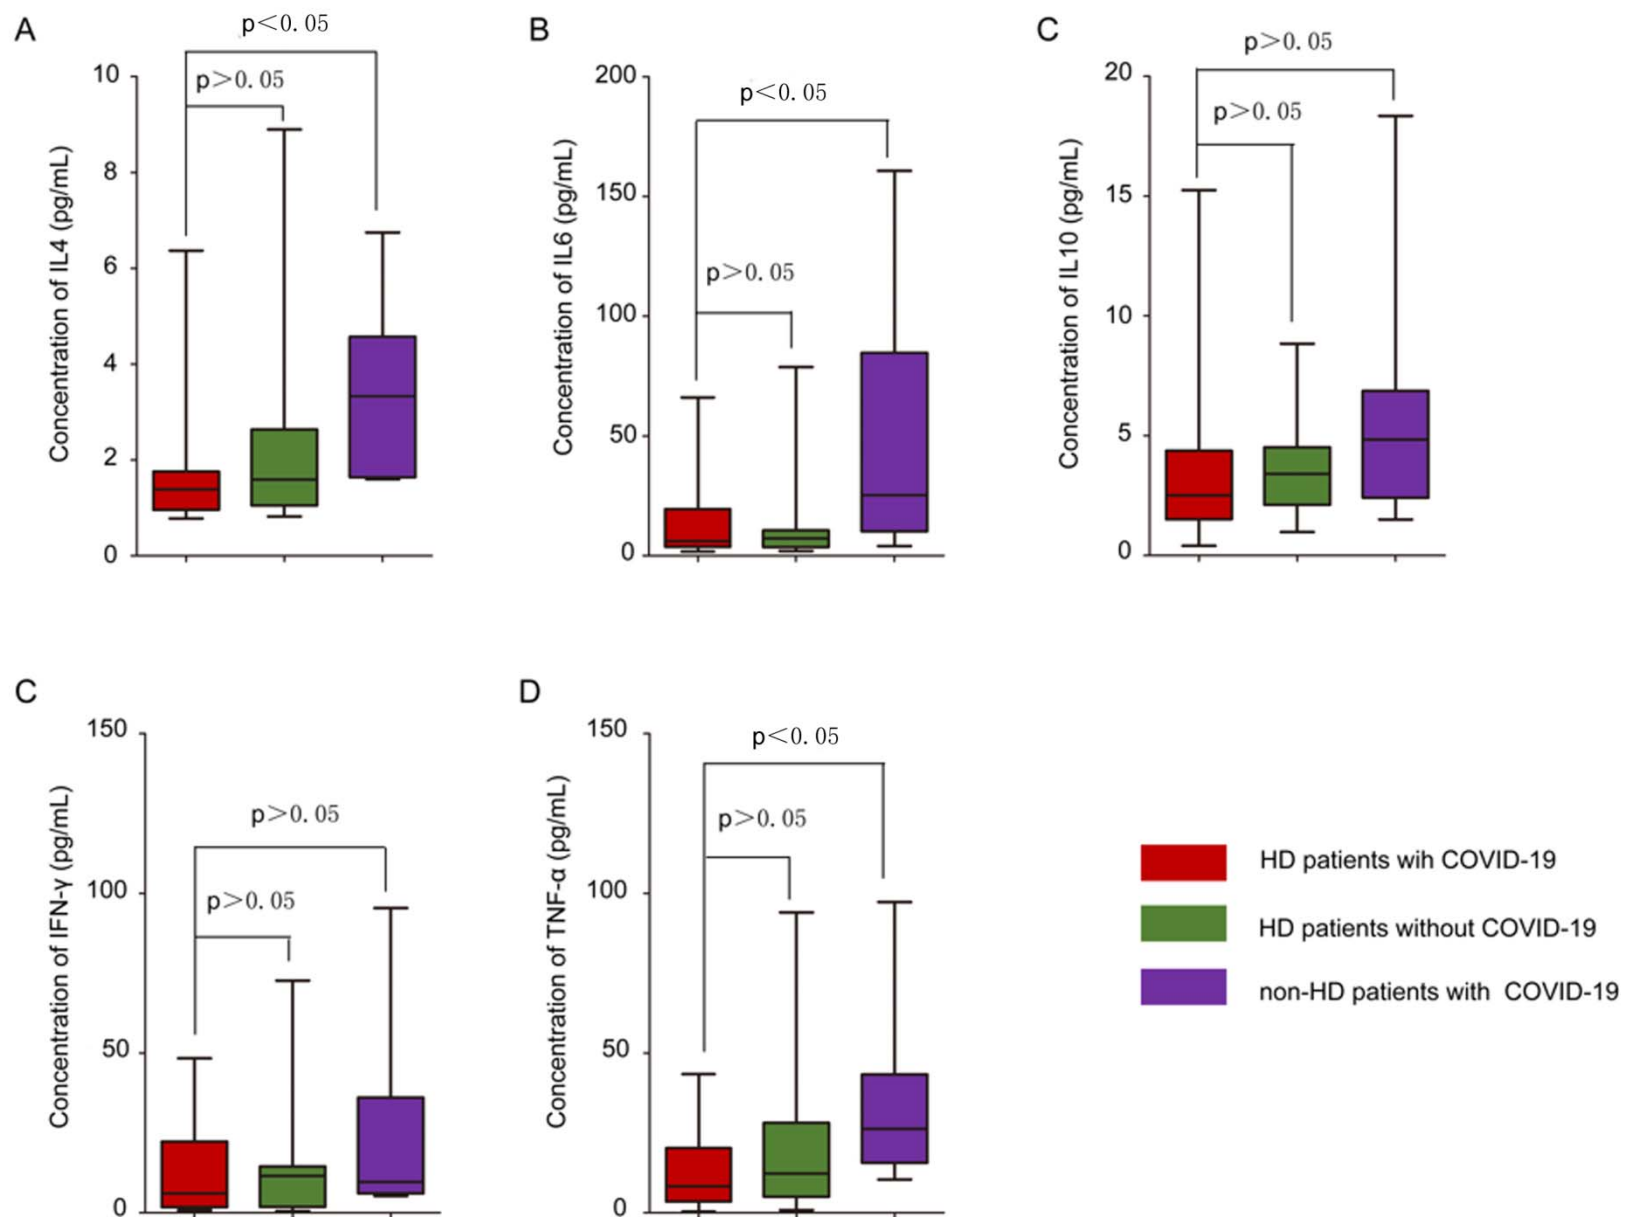 A
p<0.05
p>0.05
10
8
6
4
2
0
Concentration of IL4 (pg/mL)
B
p<0.05
p>0.05
200
150
100
50
0
Concentration of IL6 (pg/mL)
C
p>0.05
p>0.05
20
15
10
5
0
Concentration of IL10 (pg/mL)
C
p>0.05
p>0.05
150
100
50
0
Concentration of IFN-γ (pg/mL)
D
p<0.05
p>0.05
150
100
50
0
Concentration of TNF-α (pg/mL)
HD patients wih COVID-19
HD patients without COVID-19
non-HD patients with COVID-19